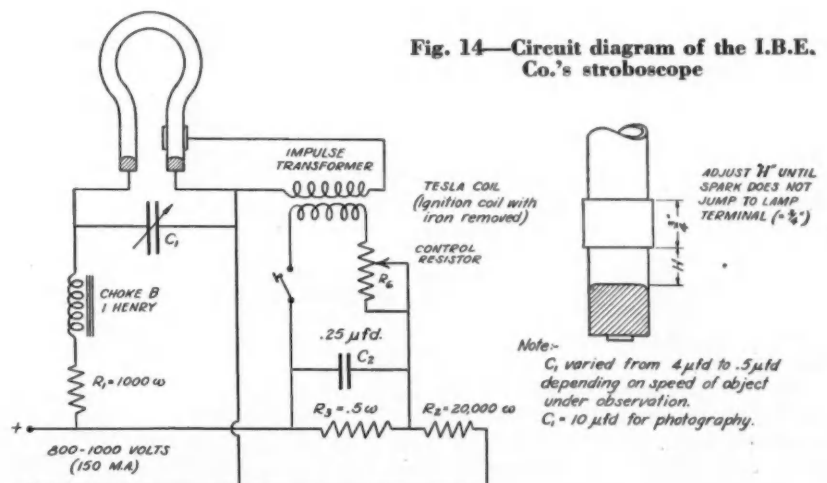 Fig. 14—Circuit diagram of the I.B.E.
Co.'s stroboscope
IMPULSE
TRANSFORMER
TESLA COIL
(Ignition coil with
iron removed)
CONTROL
RESISTOR
R₆
C₁
CHOKE B
1 HENRY
.25 µfd.
C₂
R₁=1000 ω
R₃=.5 ω
R₂=20,000 ω
+
800-1000 VOLTS
(150 M.A.)
ADJUST "H" UNTIL
SPARK DOES NOT
JUMP TO LAMP
TERMINAL (=¾")
H
Note:-
C₁ varied from 4 µfd to .5 µfd
depending on speed of object
under observation.
C₁=10 µfd for photography.